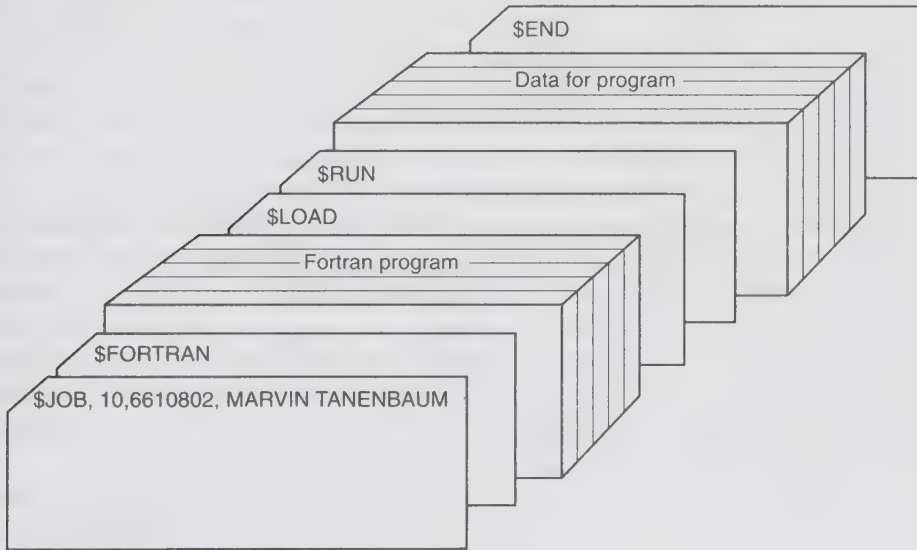 $END
Data for program
$RUN
$LOAD
Fortran program
$FORTRAN
$JOB, 10,6610802, MARVIN TANENBAUM